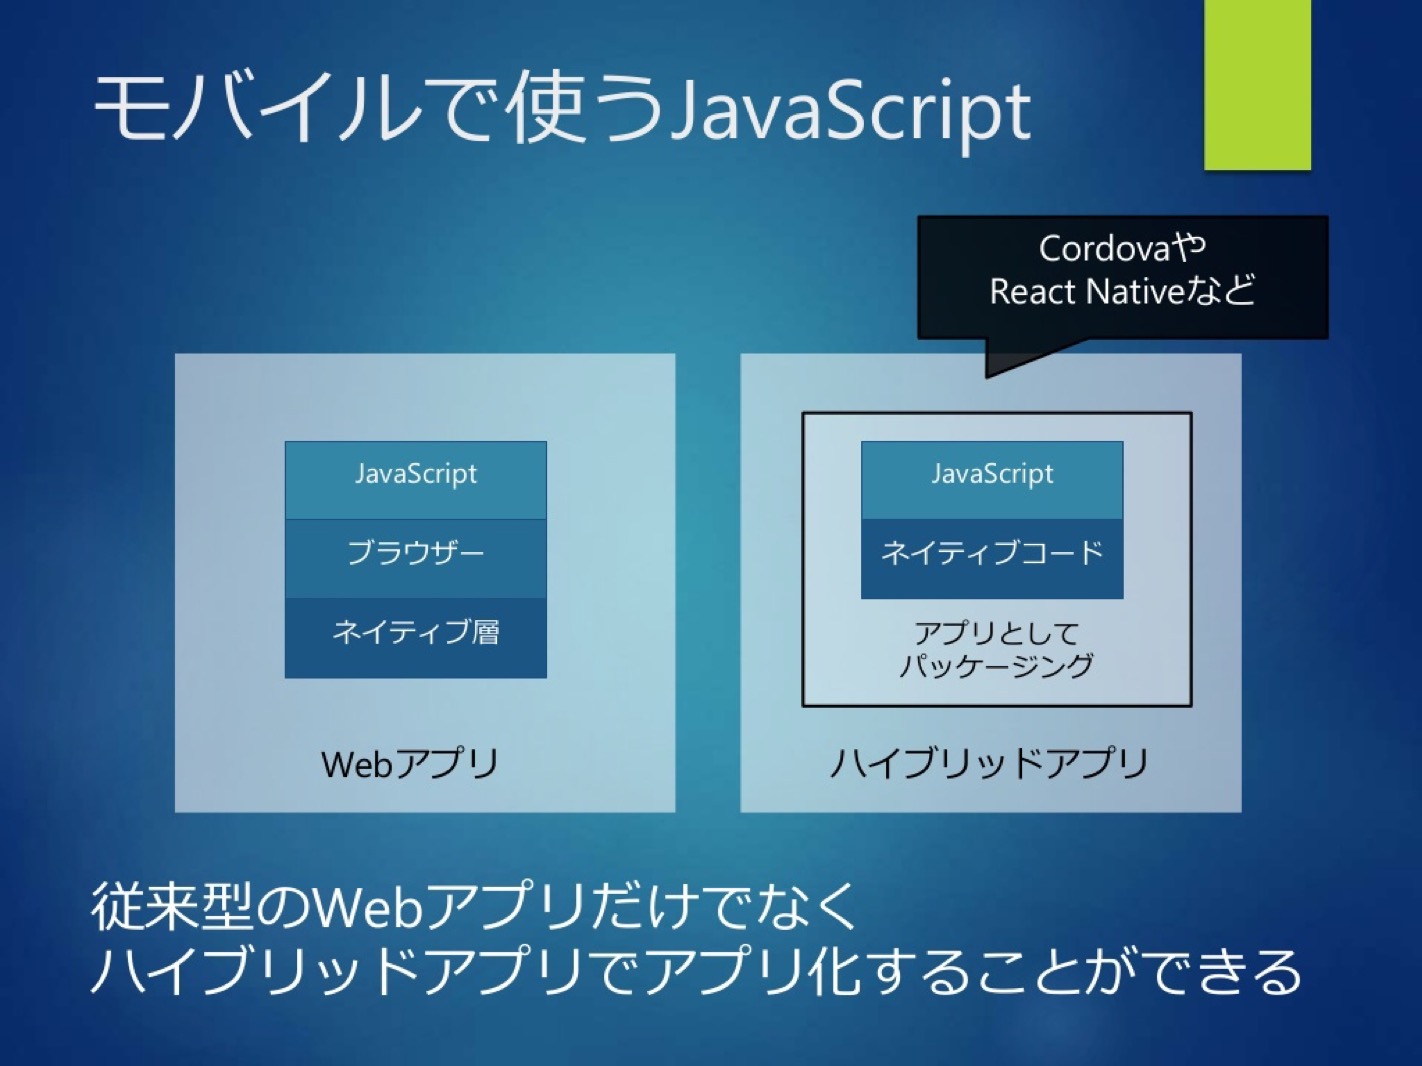 モバイルで使うJavaScript
Cordovaや
React Nativeなど
JavaScript
ブラウザー
ネイティブ層
Webアプリ
JavaScript
ネイティブコード
アプリとして
パッケージング
ハイブリッドアプリ
従来型のWebアプリだけでなく
ハイブリッドアプリでアプリ化することができる